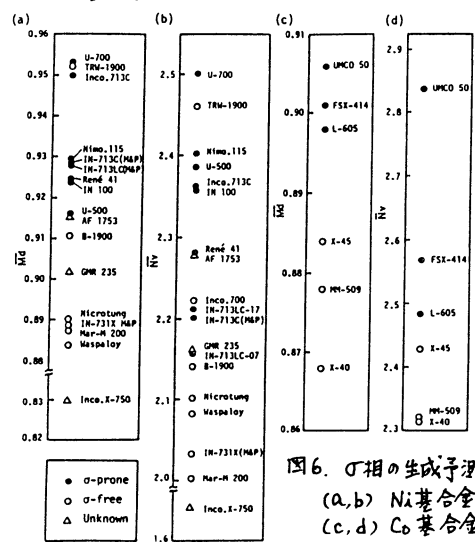 (a)
0.96
0.95
0.94
0.93
0.92
0.91
0.90
0.89
0.88
0.83
0.82
M̅d̅
U-700
TRW-1900
Inco.713C
Nimo.115
IN-713C(M&P)
IN-713LC(M&P)
René 41
IN 100
U-500
AF 1753
B-1900
GMR 235
Nicrotung
IN-731X M&P
Mar-M 200
Waspaloy
Inco.X-750
● σ-prone
○ σ-free
△ Unknown
(b)
2.5
2.4
2.3
2.2
2.1
2.0
1.6
N̅v̅
U-700
TRW-1900
Nimo.115
U-500
Inco.713C
IN 100
René 41
AF 1753
Inco.700
IN-713LC-17
IN-713C(M&P)
GMR 235
IN-713LC-07
B-1900
Nicrotung
Waspaloy
IN-731X(M&P)
Mar-M 200
Inco.X-750
(c)
0.91
0.90
0.89
0.88
0.87
0.86
M̅d̅
UMCO 50
FSX-414
L-605
X-45
MM-509
X-40
(d)
2.9
2.8
2.7
2.6
2.5
2.4
2.3
N̅v̅
UMCO 50
FSX-414
L-605
X-45
MM-509
X-40
図6. σ相の生成予測
(a,b) Ni基合金
(c,d) Co基合金